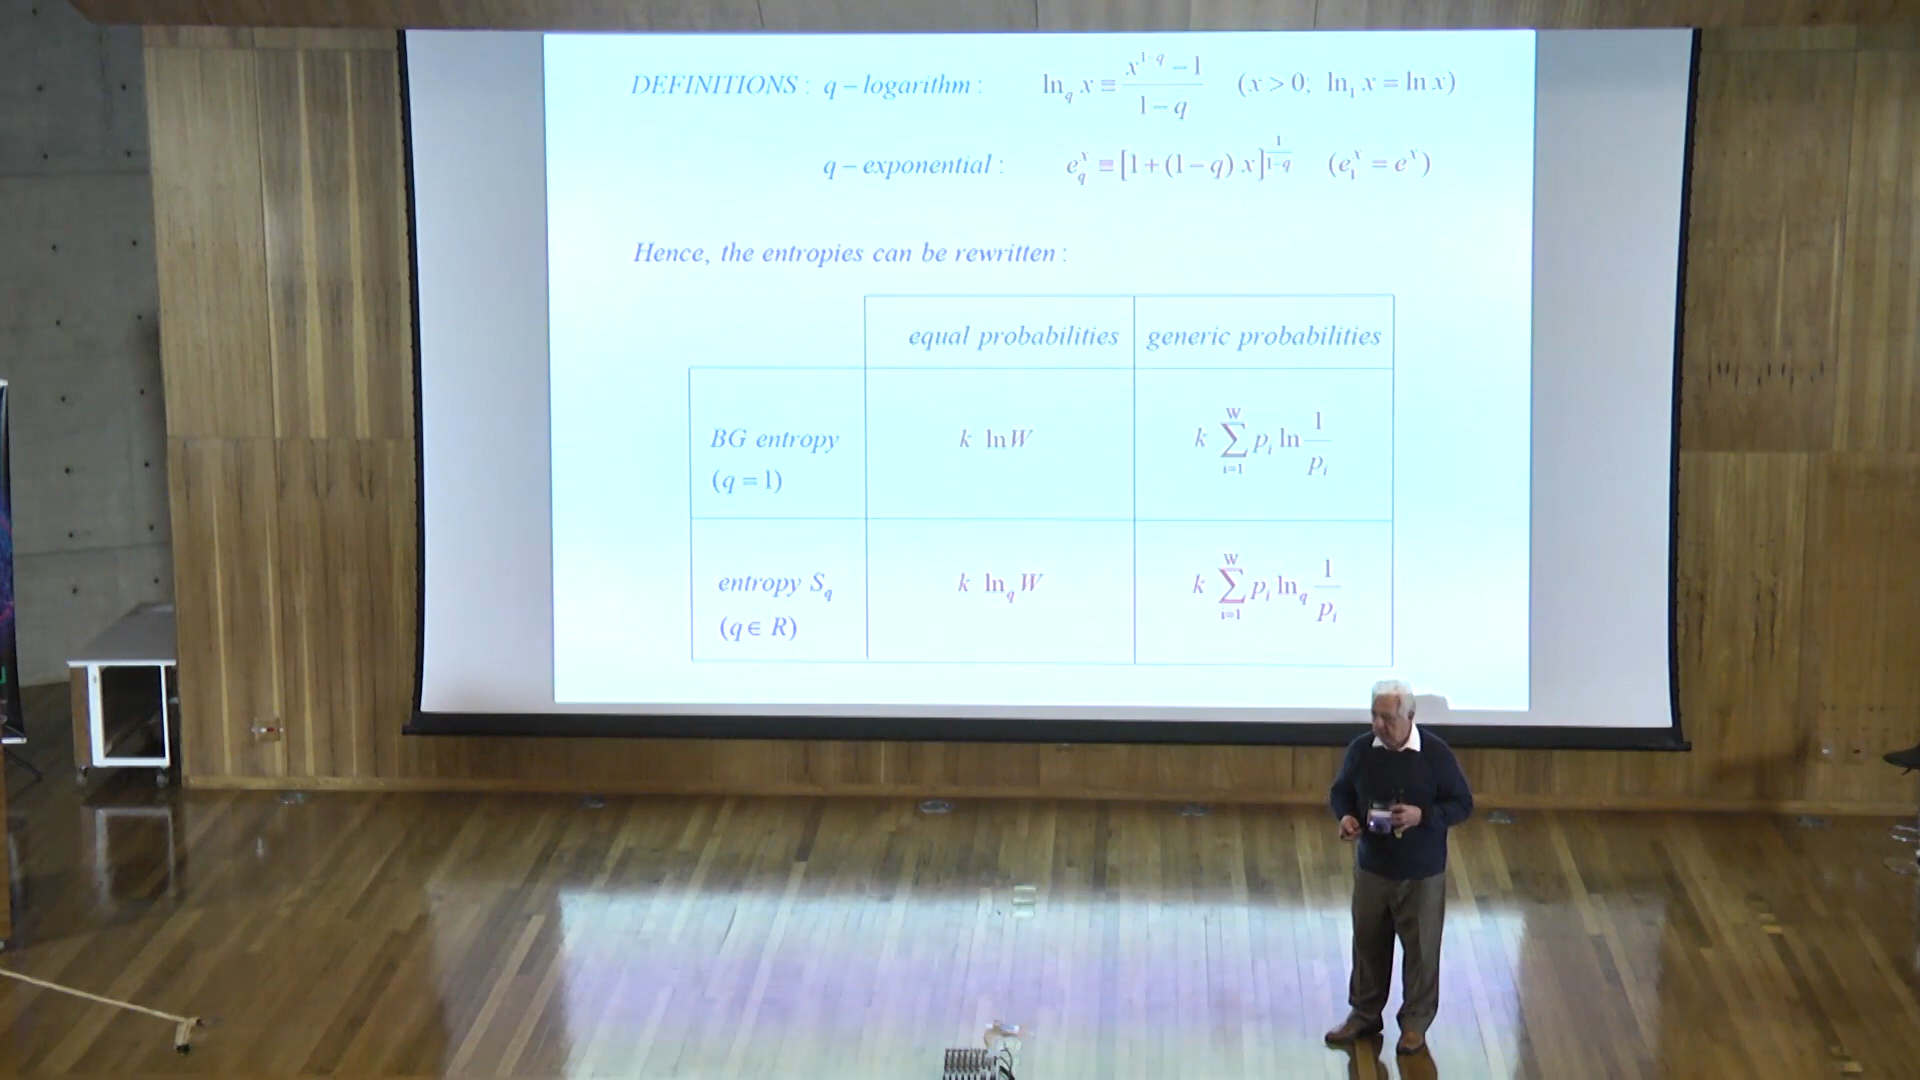 DEFINITIONS : q – logarithm : ln_q x ≡ (x^{1-q} – 1)/(1 – q) (x > 0; ln_1 x = ln x)
q – exponential : e_q^x ≡ [1 + (1 – q) x]^{1/(1-q)} (e_1^x = e^x)
Hence, the entropies can be rewritten :
equal probabilities generic probabilities
BG entropy (q = 1) k ln W k ∑_{i=1}^{W} p_i ln 1/p_i
entropy S_q (q ∈ R) k ln_q W k ∑_{i=1}^{W} p_i ln_q 1/p_i